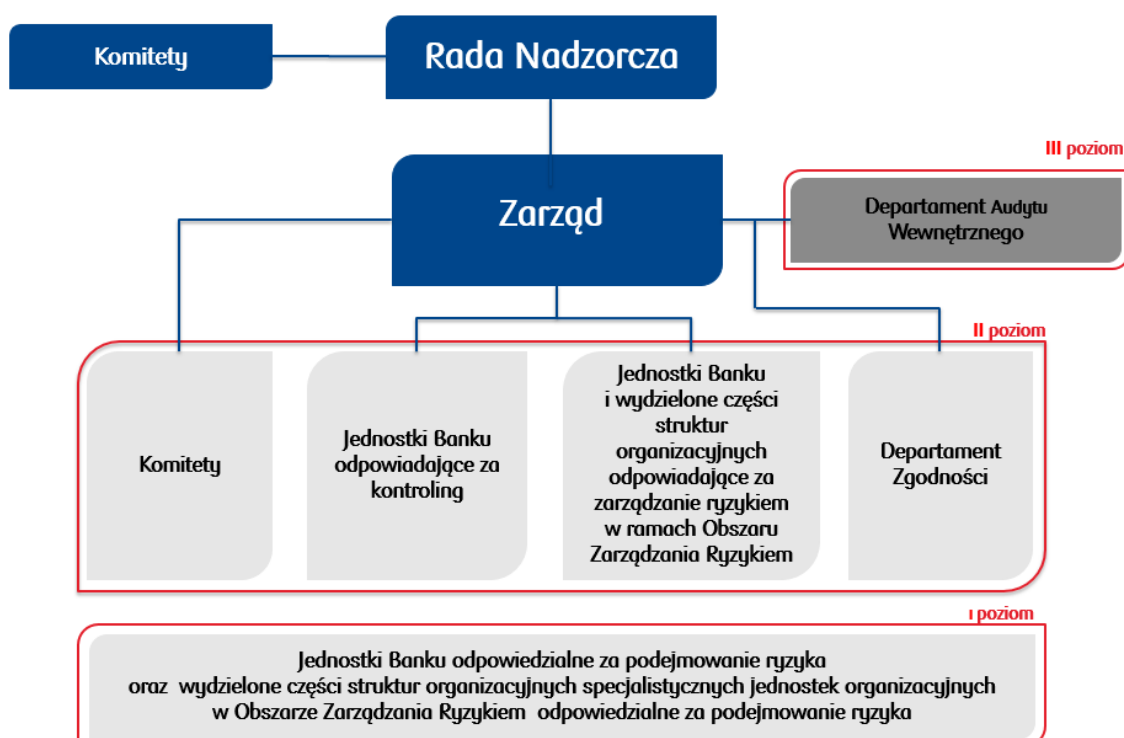 Komitety
Rada Nadzorcza
Zarząd
III poziom
Departament Audytu
Wewnętrznego
II poziom
Komitety
Jednostki Banku
odpowiadające za
kontroling
Jednostki Banku
i wydzielone części
struktur
organizacyjnych
odpowiadające za
zarządzanie ryzykiem
w ramach Obszaru
Zarządzania Ryzykiem
Departament
Zgodności
I poziom
Jednostki Banku odpowiedzialne za podejmowanie ryzyka
oraz wydzielone części struktur organizacyjnych specjalistycznych jednostek organizacyjnych
w Obszarze Zarządzania Ryzykiem odpowiedzialne za podejmowanie ryzyka